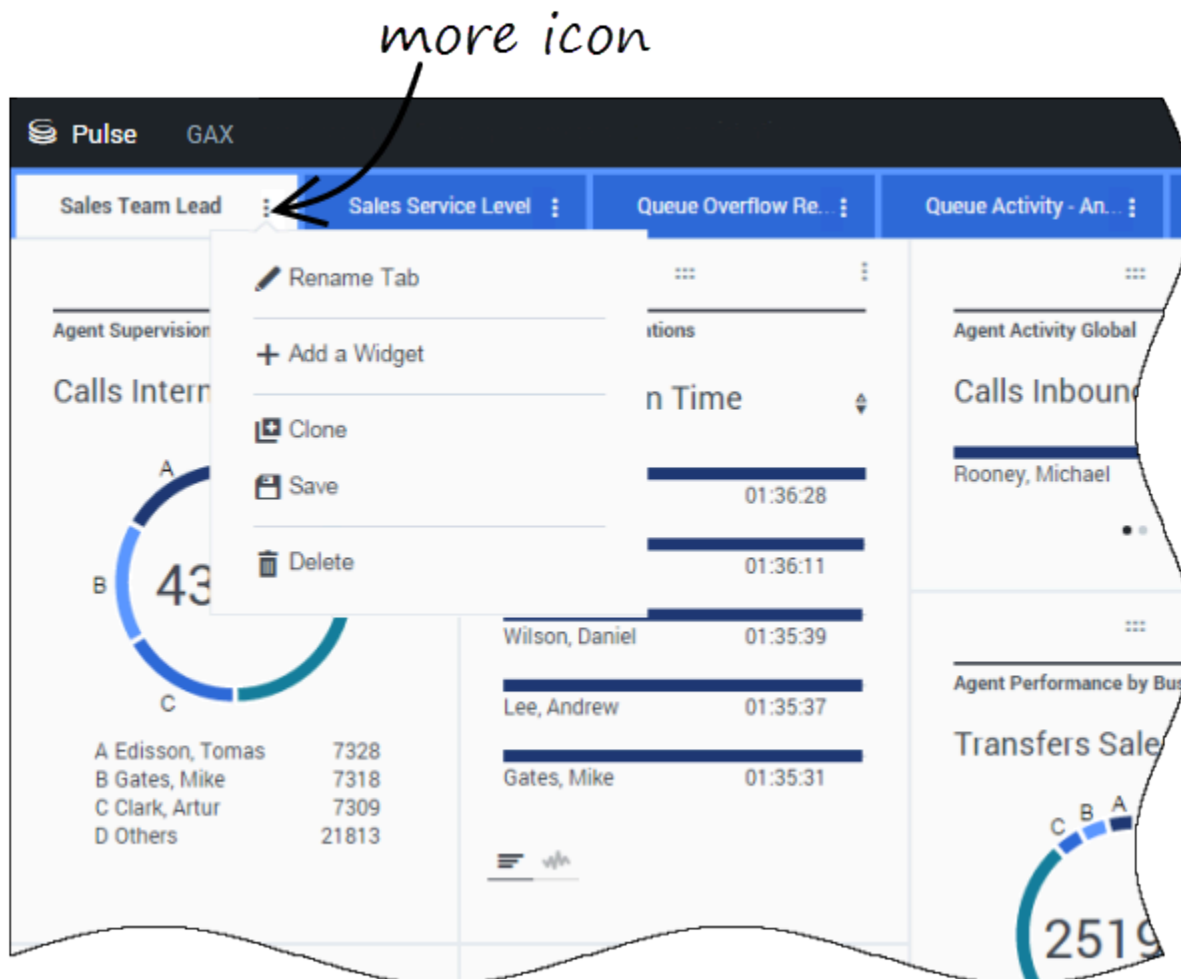 more icon
Pulse GAX
Sales Team Lead
Sales Service Level
Queue Overflow Re...
Queue Activity - An...
Rename Tab
Add a Widget
Clone
Save
Delete
Agent Supervision
Calls Intern
A
B
C
43
A Edisson, Tomas 7328
B Gates, Mike 7318
C Clark, Artur 7309
D Others 21813
Time
01:36:28
01:36:11
Wilson, Daniel 01:35:39
Lee, Andrew 01:35:37
Gates, Mike 01:35:31
Agent Activity Global
Calls Inboun
Rooney, Michael
Agent Performance by Bus
Transfers Sale
A
B
C
2519